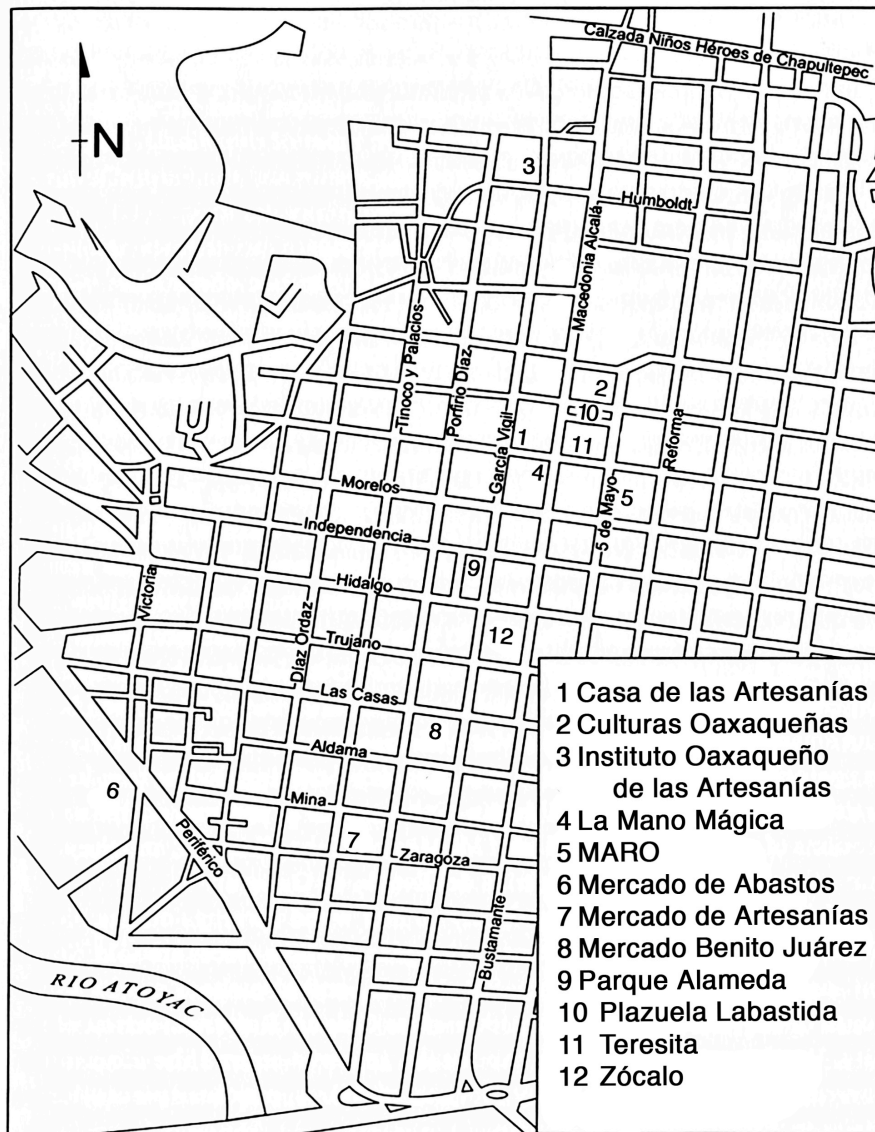 Calzada Niños Héroes de Chapultepec
N
3
Humboldt
Macedonia Alcalá
Tinoco y Palacios
Porfirio Díaz
2
10
García Vigil
1
11
Reforma
4
Morelos
5
5 de Mayo
Independencia
9
Hidalgo
Victoria
12
Díaz Ordaz
Trujano
Las Casas
8
Aldama
6
Mina
7
Periférico
Zaragoza
Bustamante
RIO ATOYAC
1 Casa de las Artesanías
2 Culturas Oaxaqueñas
3 Instituto Oaxaqueño
de las Artesanías
4 La Mano Mágica
5 MARO
6 Mercado de Abastos
7 Mercado de Artesanías
8 Mercado Benito Juárez
9 Parque Alameda
10 Plazuela Labastida
11 Teresita
12 Zócalo